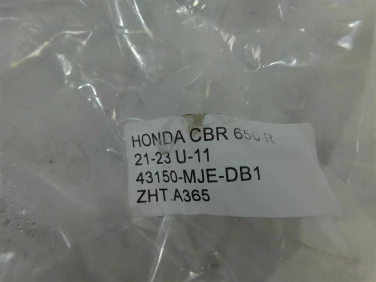 HONDA CBR 650 R
21-23 U-11
43150-MJE-DB1
ZHT.A365